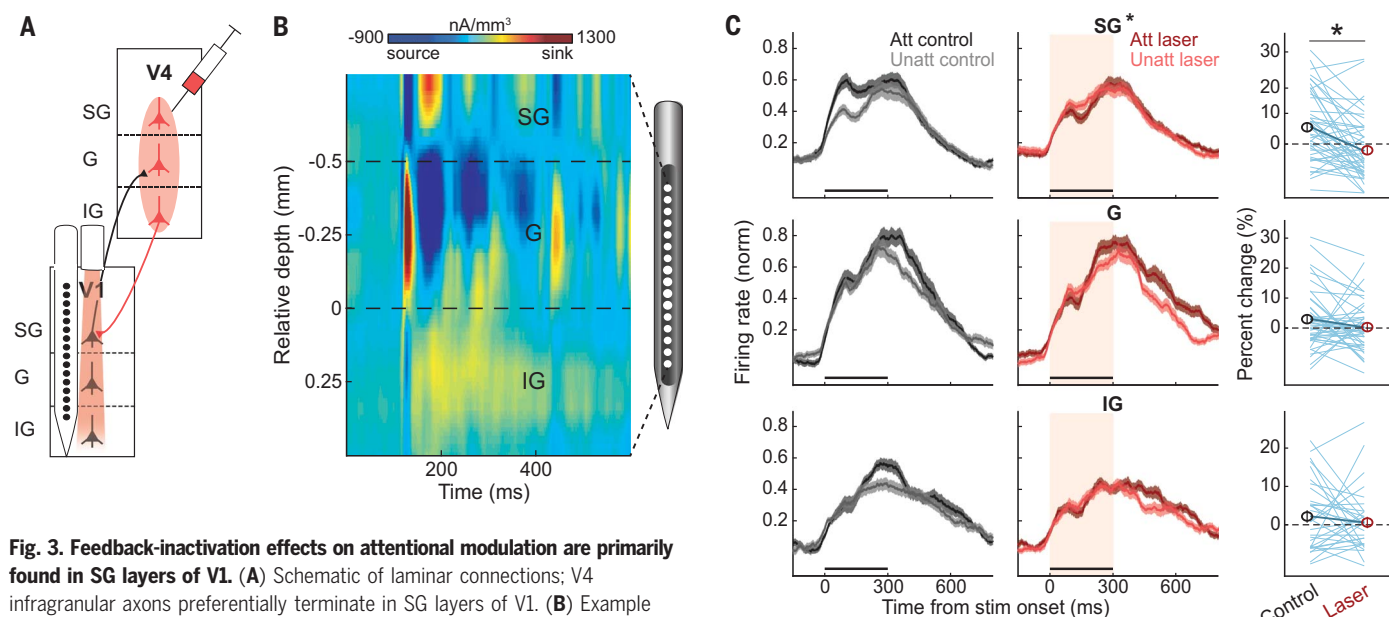 A
V4
SG
G
IG
V1
SG
G
IG
B
nA/mm³
-900
1300
source
sink
SG
-0.5
G
-0.25
0
IG
0.25
Relative depth (mm)
200
400
Time (ms)
C
SG *
Att control
Unatt control
Att laser
Unatt laser
*
0.8
0.6
0.4
0.2
30
20
10
0
G
0.8
0.6
0.4
0.2
30
20
10
0
IG
0.8
0.6
0.4
0.2
20
10
0
Firing rate (norm)
Percent change (%)
0
300
600
0
300
600
Time from stim onset (ms)
Control
Laser
Fig. 3. Feedback-inactivation effects on attentional modulation are primarily
found in SG layers of V1. (A) Schematic of laminar connections; V4
infragranular axons preferentially terminate in SG layers of V1. (B) Example